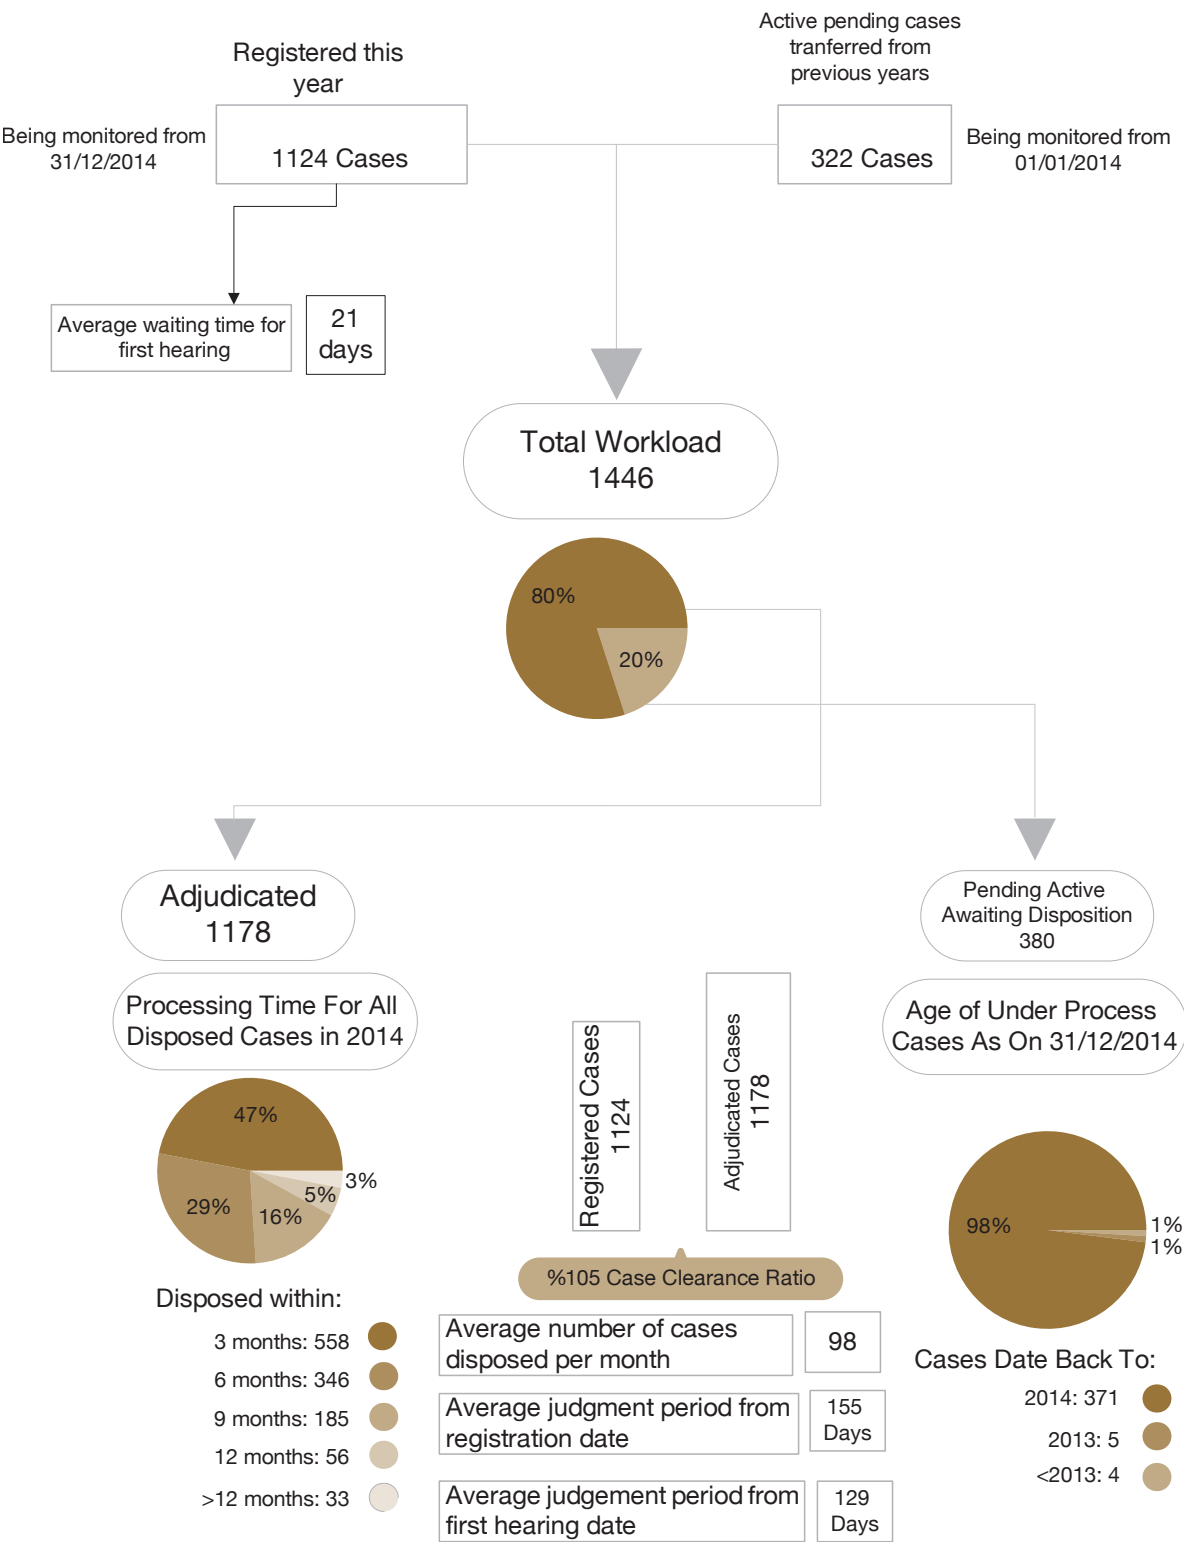 Registered this
year
Active pending cases
tranferred from
previous years
Being monitored from
31/12/2014
1124 Cases
322 Cases
Being monitored from
01/01/2014
Average waiting time for
first hearing
21
days
Total Workload
1446
80%
20%
Adjudicated
1178
Pending Active
Awaiting Disposition
380
Processing Time For All
Disposed Cases in 2014
47%
29%
16%
5%
3%
Disposed within:
3 months: 558
6 months: 346
9 months: 185
12 months: 56
>12 months: 33
Registered Cases
1124
Adjudicated Cases
1178
%105 Case Clearance Ratio
Average number of cases
disposed per month
98
Average judgment period from
registration date
155
Days
Average judgement period from
first hearing date
129
Days
Age of Under Process
Cases As On 31/12/2014
98%
1%
1%
Cases Date Back To:
2014: 371
2013: 5
<2013: 4